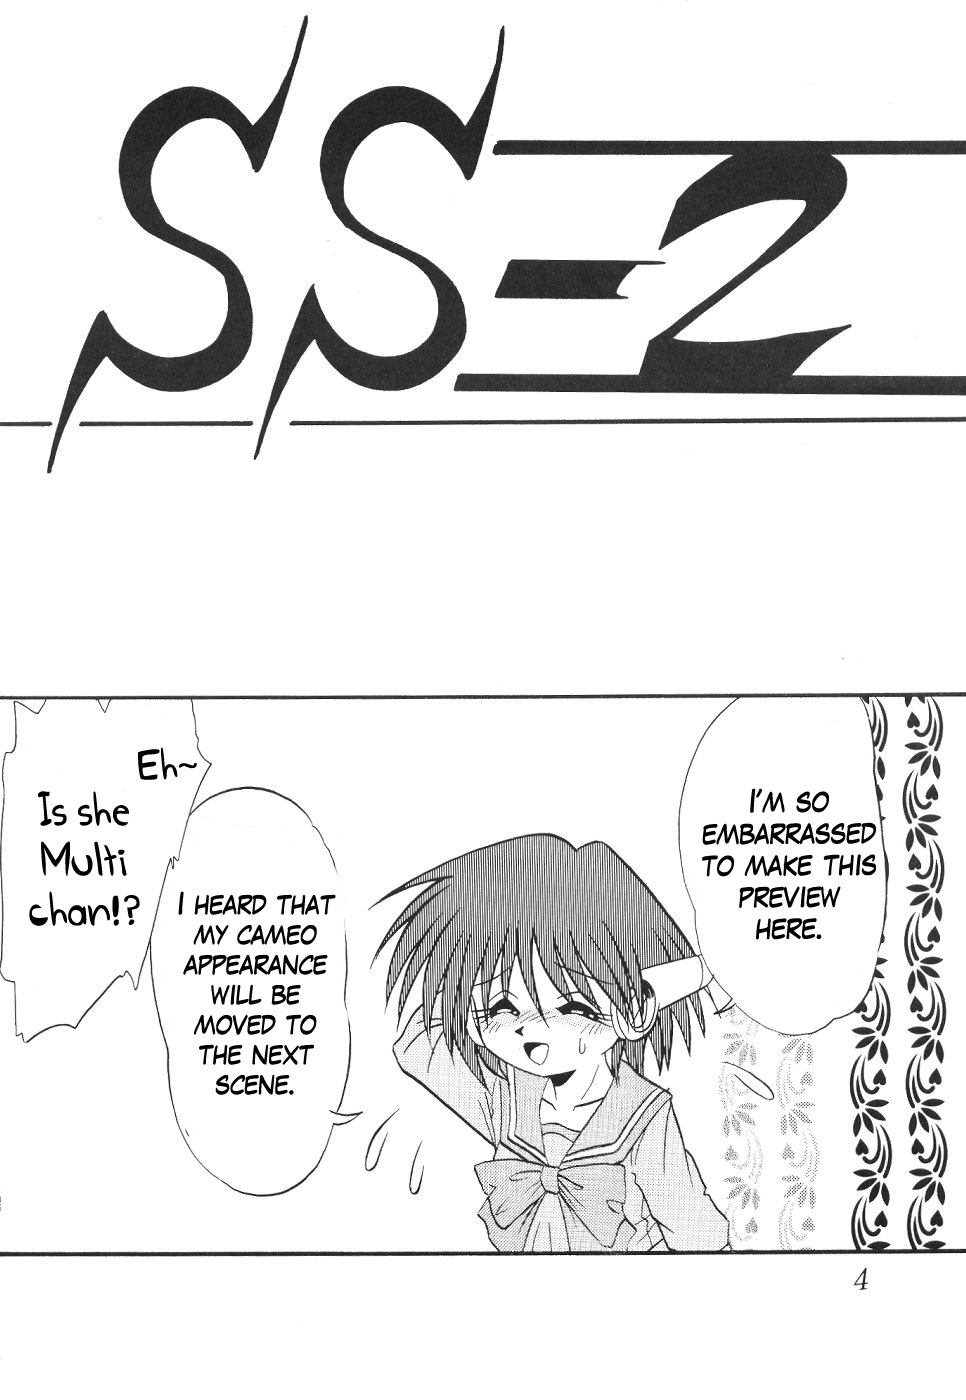 SS-2
I'M SO
EMBARRASSED
TO MAKE THIS
PREVIEW
HERE.
I HEARD THAT
MY CAMEO
APPEARANCE
WILL BE
MOVED TO
THE NEXT
SCENE.
Eh~
Is she
Multi
chan!?
4